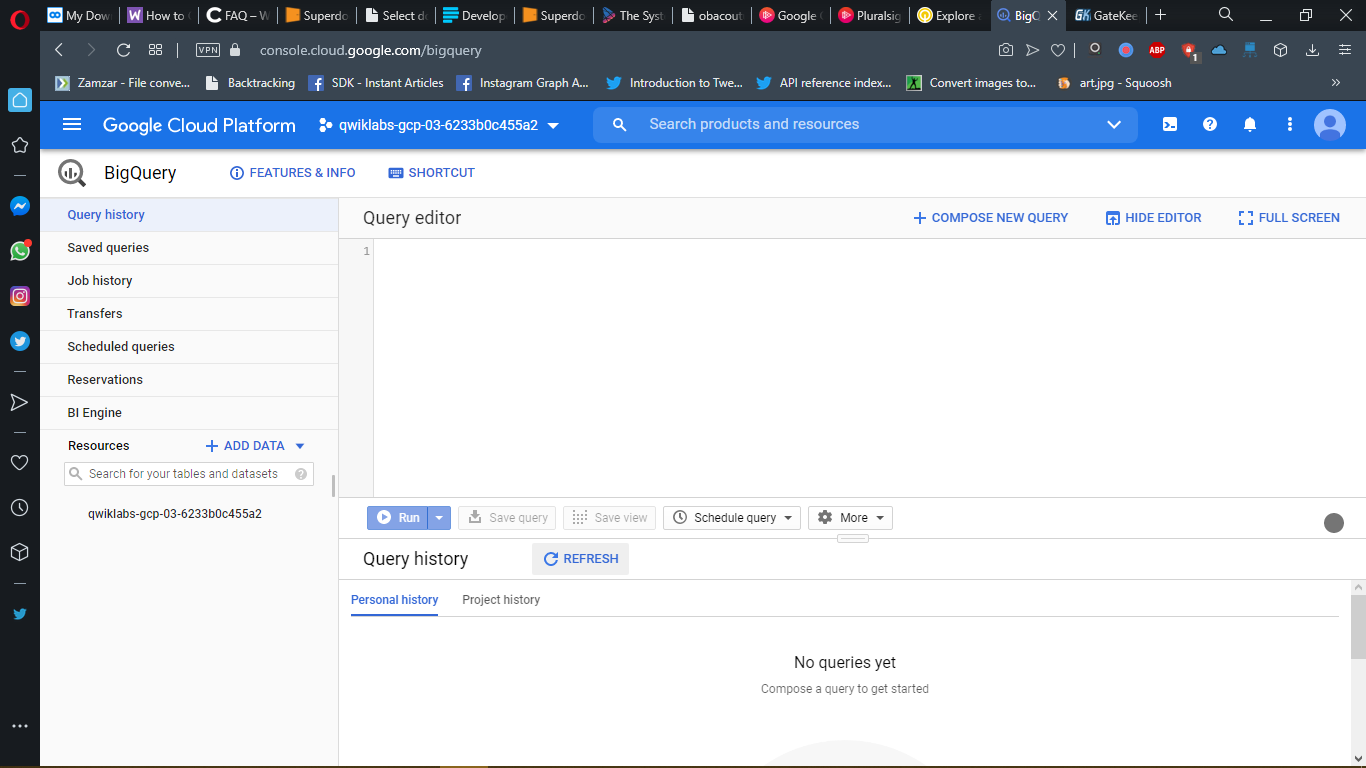 My Dow
How to
FAQ – W
Superdo
Select d
Develop
Superdo
The Syst
obacout
Google
Pluralsig
Explore
BigQ
GateKee
VPN
console.cloud.google.com/bigquery
ABP
1
Zamzar - File conve...
Backtracking
SDK - Instant Articles
Instagram Graph A...
Introduction to Twe...
API reference index...
Convert images to...
art.jpg - Squoosh
»
Google Cloud Platform
qwiklabs-gcp-03-6233b0c455a2
Search products and resources
BigQuery
FEATURES & INFO
SHORTCUT
Query history
Saved queries
Job history
Transfers
Scheduled queries
Reservations
BI Engine
Resources
ADD DATA
Search for your tables and datasets
qwiklabs-gcp-03-6233b0c455a2
Query editor
COMPOSE NEW QUERY
HIDE EDITOR
FULL SCREEN
1
Run
Save query
Save view
Schedule query
More
Query history
REFRESH
Personal history
Project history
No queries yet
Compose a query to get started